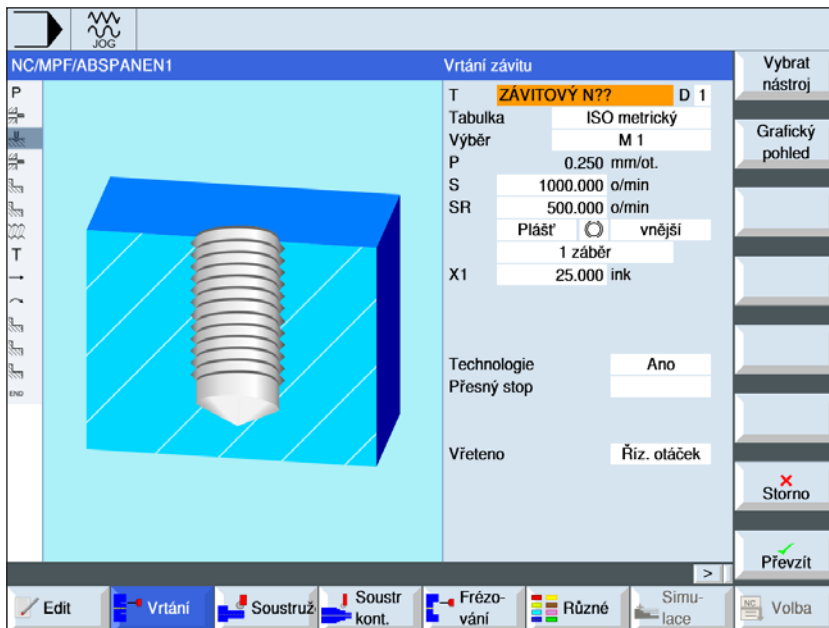 JOG
NC/MPF/ABSPANEN1
Vrtání závitu
P
T
END
T ZÁVITOVÝ N?? D 1
Tabulka ISO metrický
Výběr M 1
P 0.250 mm/ot.
S 1000.000 o/min
SR 500.000 o/min
Plášť vnější
1 záběr
X1 25.000 ink
Technologie Ano
Přesný stop
Vřeteno Říz. otáček
>
Vybrat
nástroj
Grafický
pohled
Storno
Převzít
Edit
Vrtání
Soustruž
Soustr
kont.
Frézo-
vání
Různé
Simu-
lace
NC
Volba